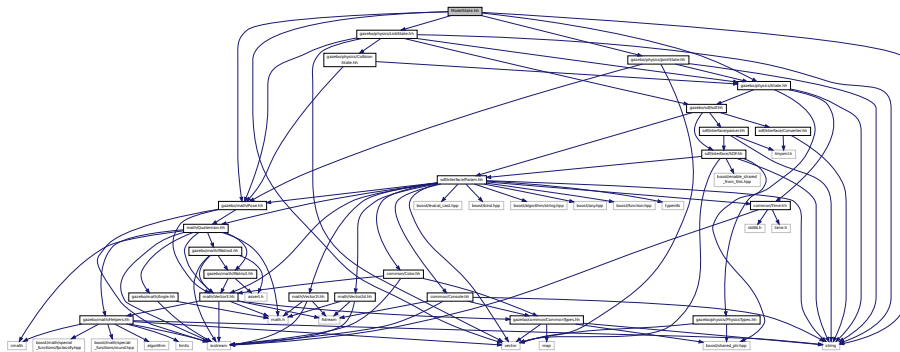 ModelState.hh
gazebo/physics/LinkState.hh
gazebo/physics/Collision
State.hh
gazebo/physics/JointState.hh
gazebo/physics/State.hh
gazebo/sdf/sdf.hh
sdf/interface/parser.hh
sdf/interface/Converter.hh
sdf/interface/SDF.hh
tinyxml.h
boost/enable_shared
_from_this.hpp
sdf/interface/Param.hh
gazebo/math/Pose.hh
boost/lexical_cast.hpp
boost/bind.hpp
boost/algorithm/string.hpp
boost/any.hpp
boost/function.hpp
typeinfo
common/Time.hh
math/Quaternion.hh
stdlib.h
time.h
gazebo/math/Matrix4.hh
gazebo/math/Matrix3.hh
common/Color.hh
gazebo/math/Angle.hh
math/Vector3.hh
assert.h
math/Vector2i.hh
math/Vector2d.hh
common/Console.hh
gazebo/math/Helpers.hh
math.h
fstream
gazebo/common/CommonTypes.hh
gazebo/physics/PhysicsTypes.hh
cmath
boost/math/special
_functions/fpclassify.hpp
boost/math/special
_functions/round.hpp
algorithm
limits
iostream
vector
map
boost/shared_ptr.hpp
string